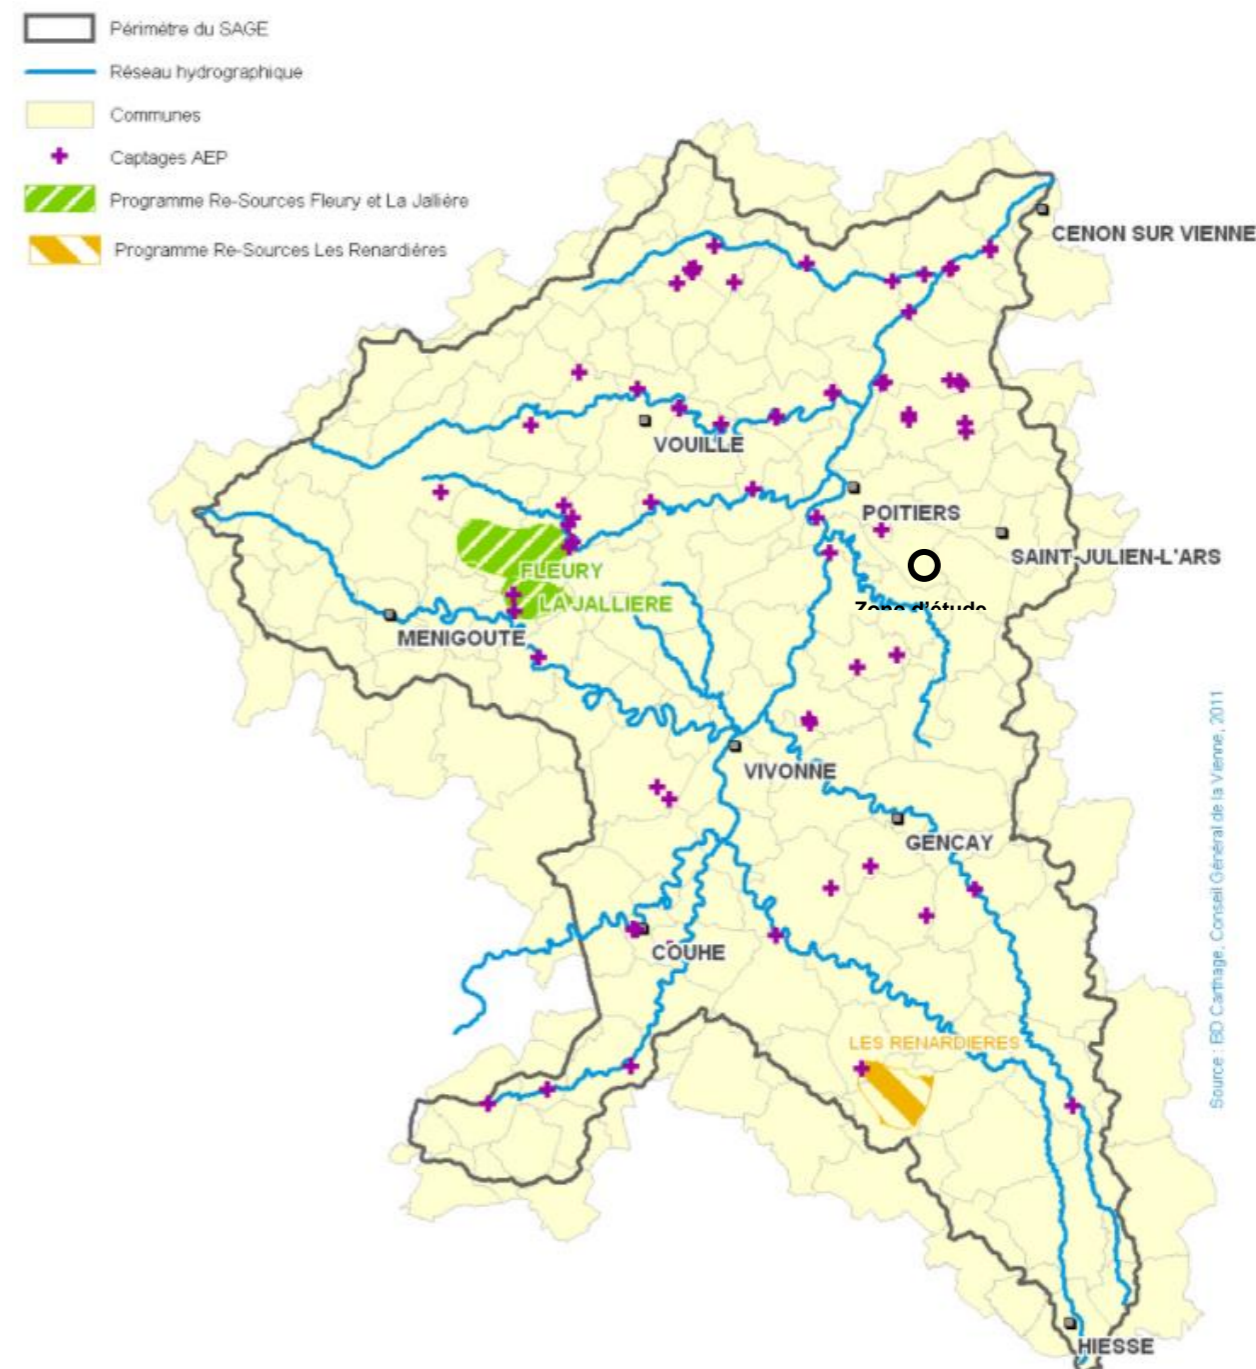 Périmètre du SAGE
Réseau hydrographique
Communes
Captages AEP
Programme Re-Sources Fleury et La Jallière
Programme Re-Sources Les Renardières
CENON SUR VIENNE
VOUILLE
POITIERS
SAINT-JULIEN-L'ARS
FLEURY
LA JALLIERE
Zone d'étude
MENIGOUTE
VIVONNE
GENCAY
COUHE
LES RENARDIERES
HIESSE
Source : BD Carthage, Conseil Général de la Vienne, 2011